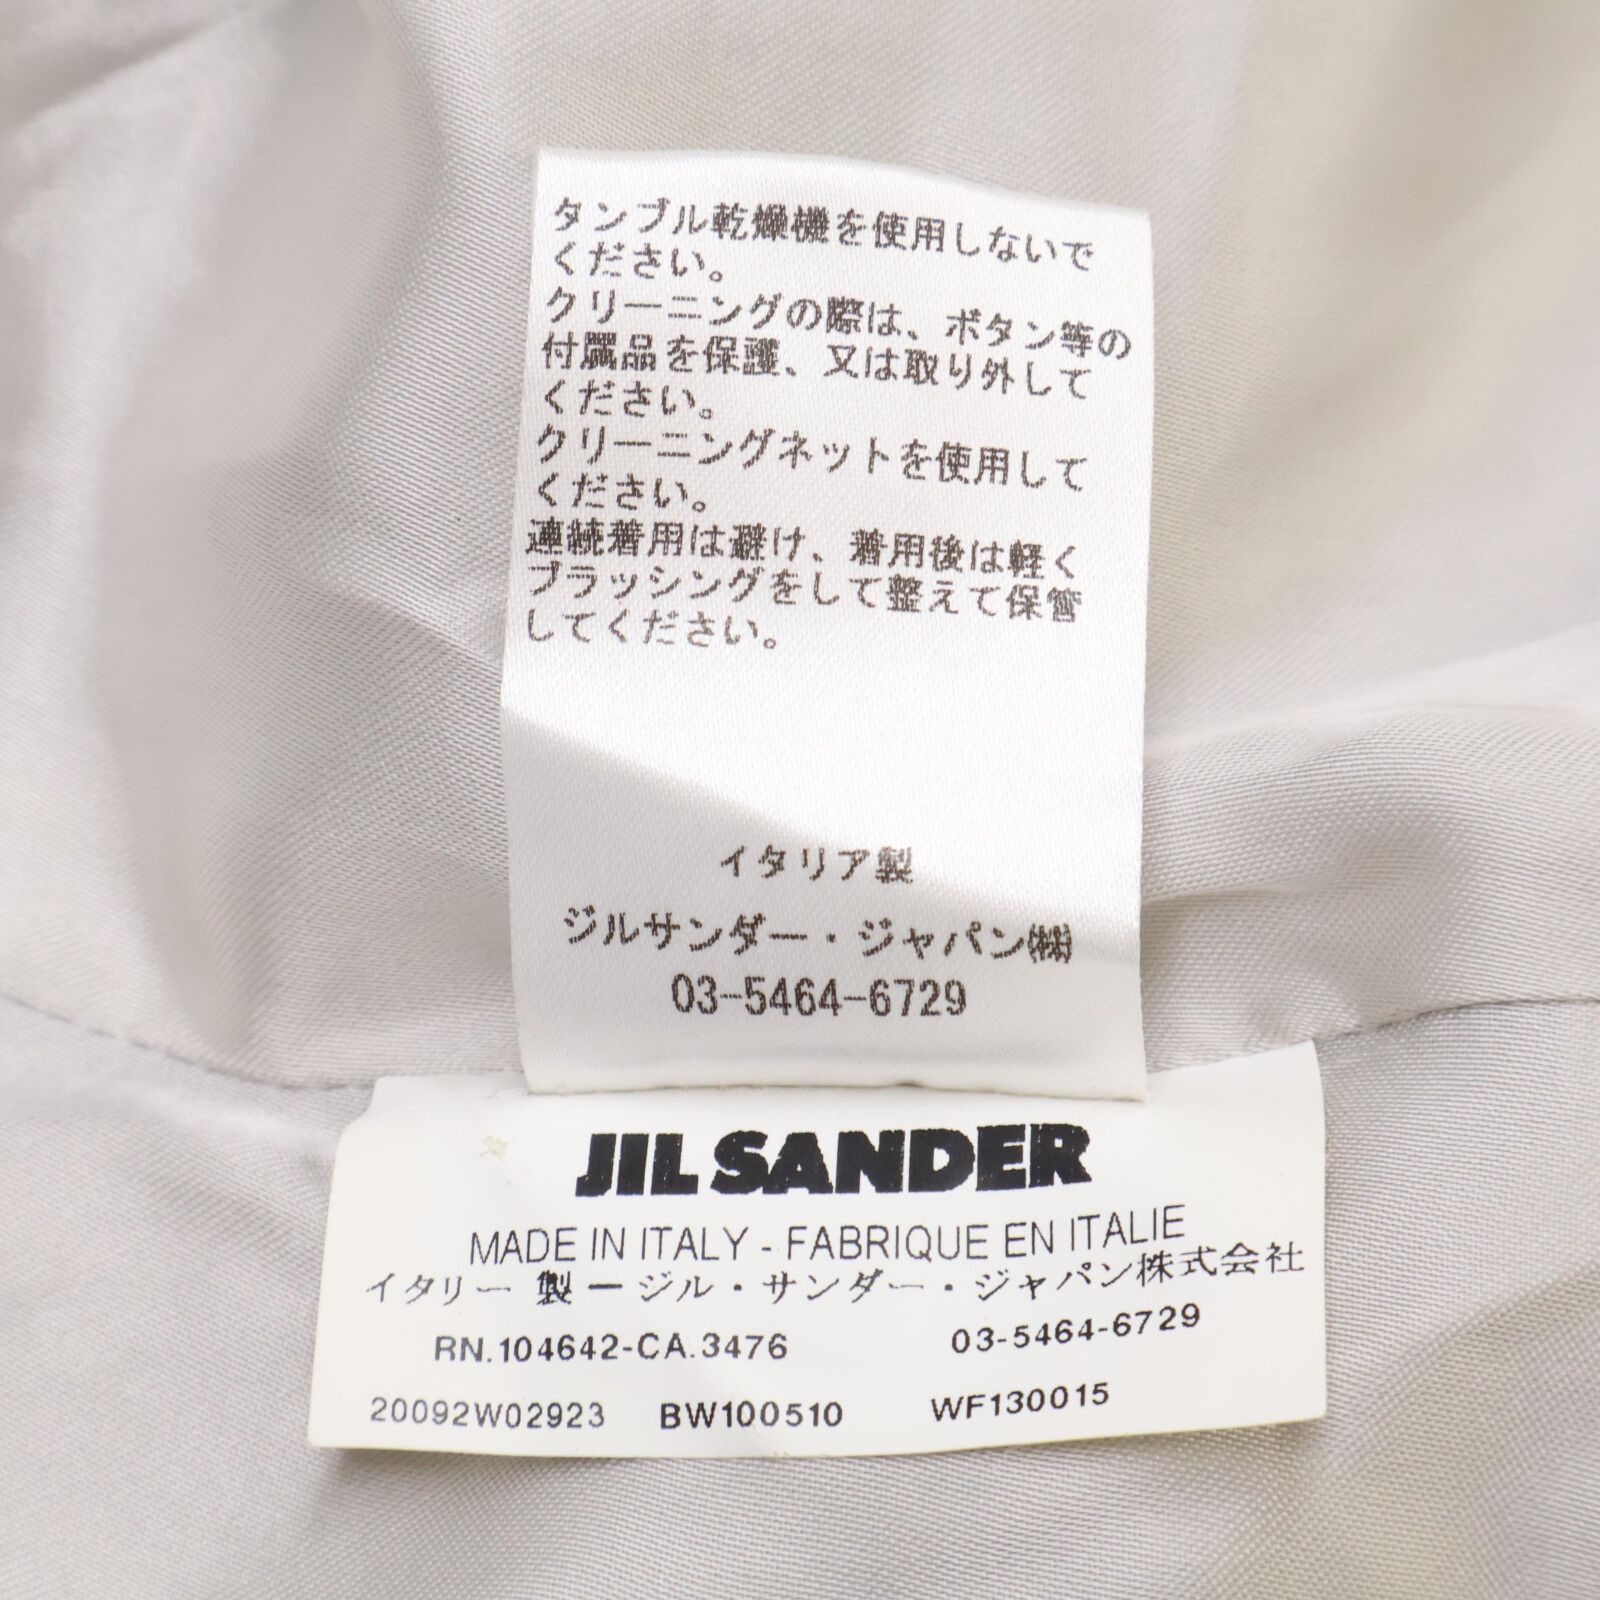 タンブル乾燥機を使用しないで
ください。
クリーニングの際は、ボタン等の
付属品を保護、又は取り外して
ください。
クリーニングネットを使用して
ください。
連続着用は避け、着用後は軽く
ブラッシングをして整えて保管
してください。
イタリア製
ジルサンダー・ジャパン㈱
03-5464-6729
JIL SANDER
MADE IN ITALY - FABRIQUE EN ITALIE
イタリー 製 ージル・サンダー・ジャパン株式会社
RN.104642-CA.3476 03-5464-6729
20092W02923 BW100510 WF130015